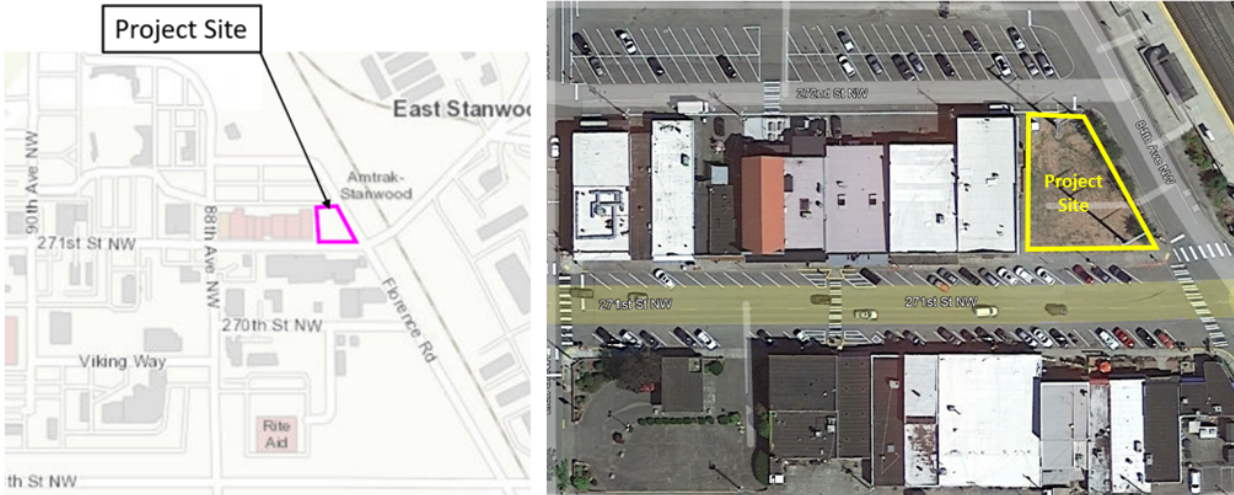 Project Site
East Stanwoo
Amtrak-
Stanwood
90th Ave NW
88th Ave NW
271st St NW
Florence Rd
270th St NW
Viking Way
Rite
Aid
th St NW
272nd St NW
84th Ave NW
Project
Site
271st St NW
271st St NW